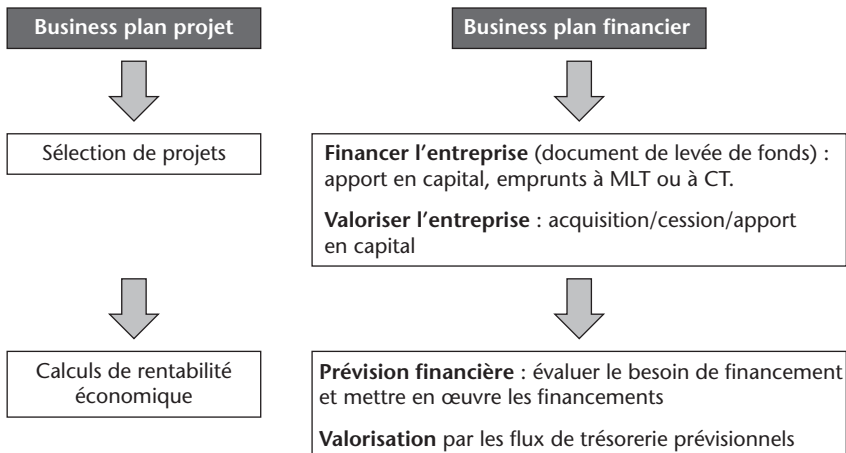 Business plan projet
Sélection de projets
Calculs de rentabilité
économique
Business plan financier
Financer l'entreprise (document de levée de fonds) :
apport en capital, emprunts à MLT ou à CT.
Valoriser l'entreprise : acquisition/cession/apport
en capital
Prévision financière : évaluer le besoin de financement
et mettre en œuvre les financements
Valorisation par les flux de trésorerie prévisionnels